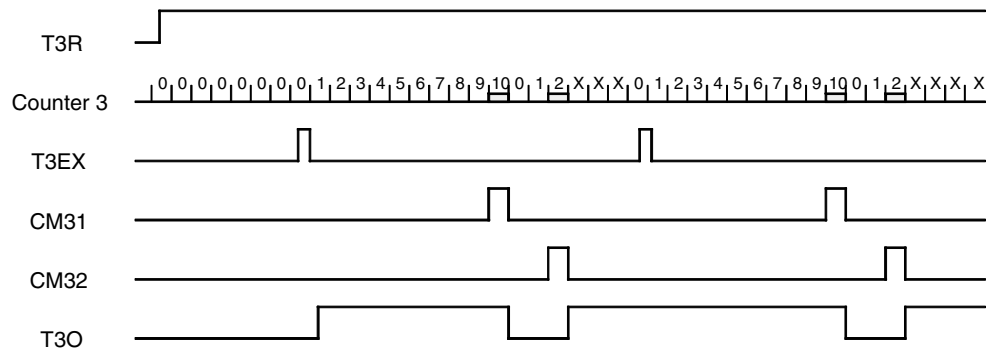 T3R
Counter 3 0 0 0 0 0 0 0 0 1 2 3 4 5 6 7 8 9 10 0 1 2 X X X 0 1 2 3 4 5 6 7 8 9 10 0 1 2 X X X X
T3EX
CM31
CM32
T3O